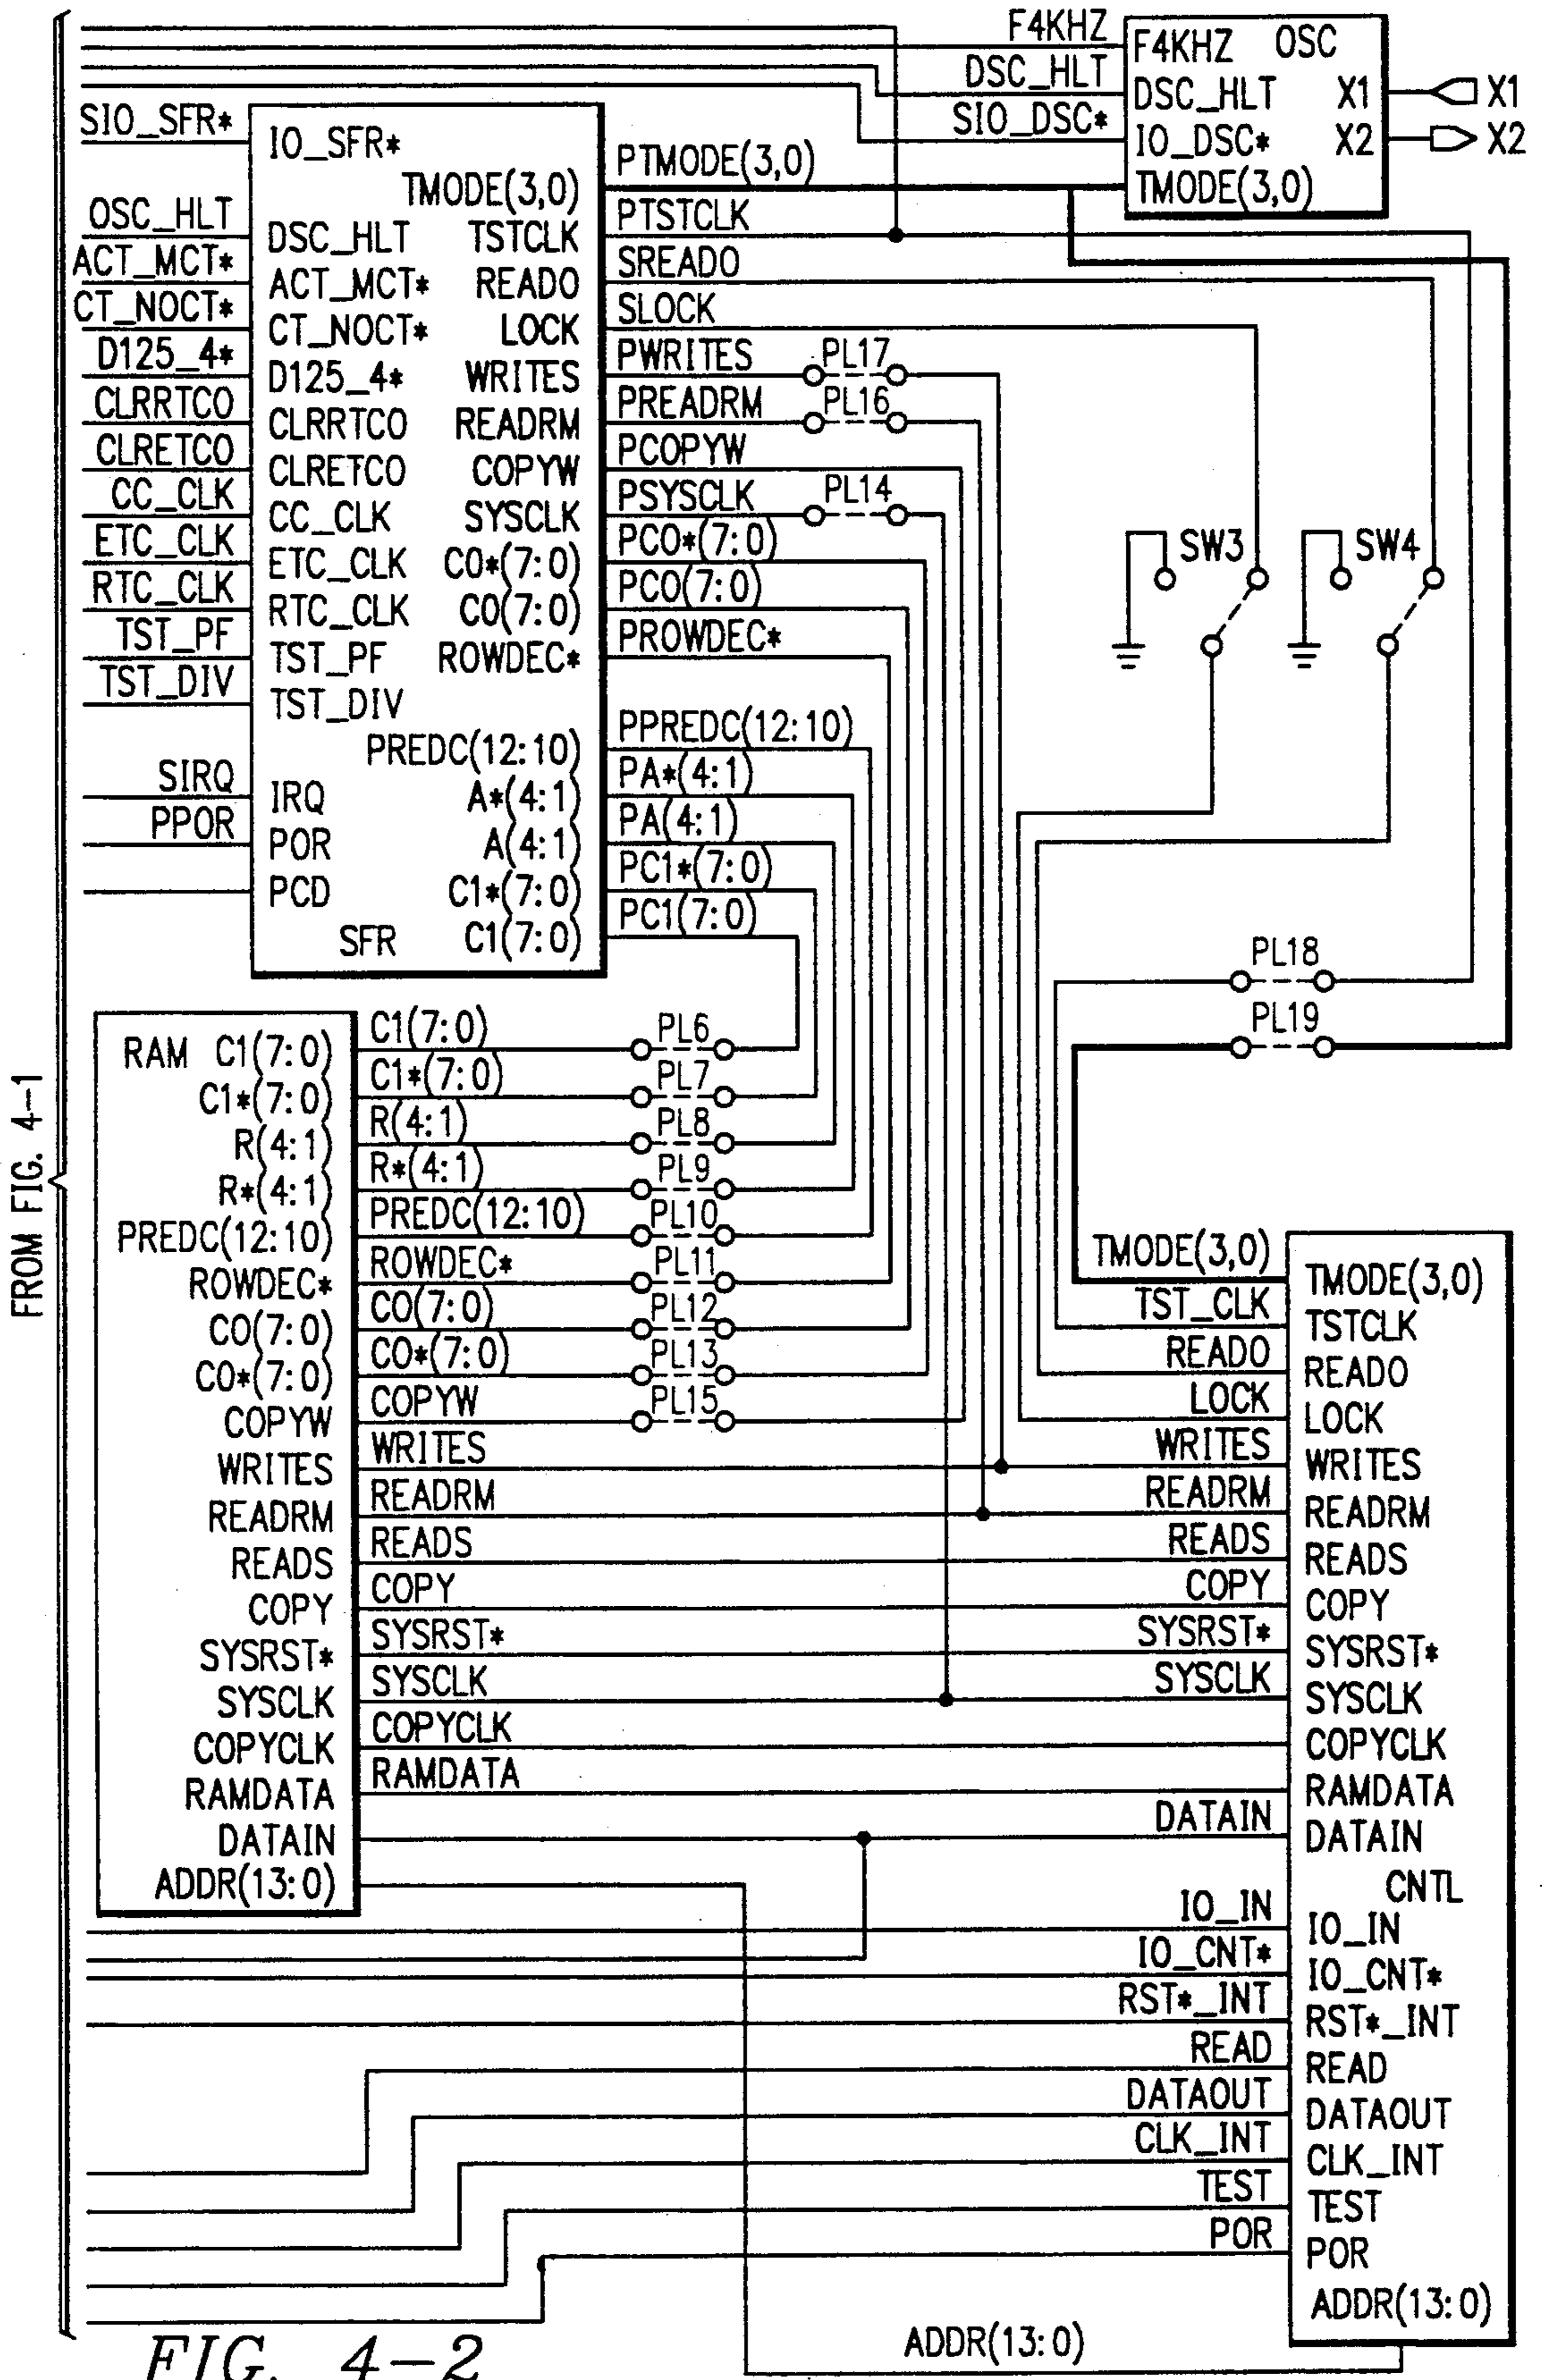 FROM FIG. 4-1
F4KHZ
DSC_HLT
SIO_DSC*
F4KHZ OSC
DSC_HLT X1
IO_DSC* X2
TMODE(3,0)
X1
X2
SIO_SFR*
OSC_HLT
ACT_MCT*
CT_NOCT*
D125_4*
CLRRTCO
CLRETCO
CC_CLK
ETC_CLK
RTC_CLK
TST_PF
TST_DIV
SIRQ
PPOR
IO_SFR*
TMODE(3,0)
DSC_HLT TSTCLK
ACT_MCT* READO
CT_NOCT* LOCK
D125_4* WRITES
CLRRTCO READRM
CLRETCO COPYW
CC_CLK SYSCLK
ETC_CLK CO*(7:0)
RTC_CLK CO(7:0)
TST_PF ROWDEC*
TST_DIV
PREDC(12:10)
IRQ A*(4:1)
POR A(4:1)
PCD C1*(7:0)
SFR C1(7:0)
PTMODE(3,0)
PTSTCLK
SREADO
SLOCK
PWRITES PL17
PREADRM PL16
PCOPYW
PSYSCLK PL14
PCO*(7:0)
PCO(7:0)
PROWDEC*
PPREDC(12:10)
PA*(4:1)
PA(4:1)
PC1*(7:0)
PC1(7:0)
SW3
SW4
PL18
PL19
RAM C1(7:0)
C1*(7:0)
R(4:1)
R*(4:1)
PREDC(12:10)
ROWDEC*
CO(7:0)
CO*(7:0)
COPYW
WRITES
READRM
READS
COPY
SYSRST*
SYSCLK
COPYCLK
RAMDATA
DATAIN
ADDR(13:0)
C1(7:0) PL6
C1*(7:0) PL7
R(4:1) PL8
R*(4:1) PL9
PREDC(12:10) PL10
ROWDEC* PL11
CO(7:0) PL12
CO*(7:0) PL13
COPYW PL15
WRITES
READRM
READS
COPY
SYSRST*
SYSCLK
COPYCLK
RAMDATA
TMODE(3,0)
TST_CLK
READO
LOCK
WRITES
READRM
READS
COPY
SYSRST*
SYSCLK
DATAIN
IO_IN
IO_CNT*
RST*_INT
READ
DATAOUT
CLK_INT
TEST
POR
TMODE(3,0)
TSTCLK
READO
LOCK
WRITES
READRM
READS
COPY
SYSRST*
SYSCLK
COPYCLK
RAMDATA
DATAIN
CNTL
IO_IN
IO_CNT*
RST*_INT
READ
DATAOUT
CLK_INT
TEST
POR
ADDR(13:0)
ADDR(13:0)
FIG. 4-2